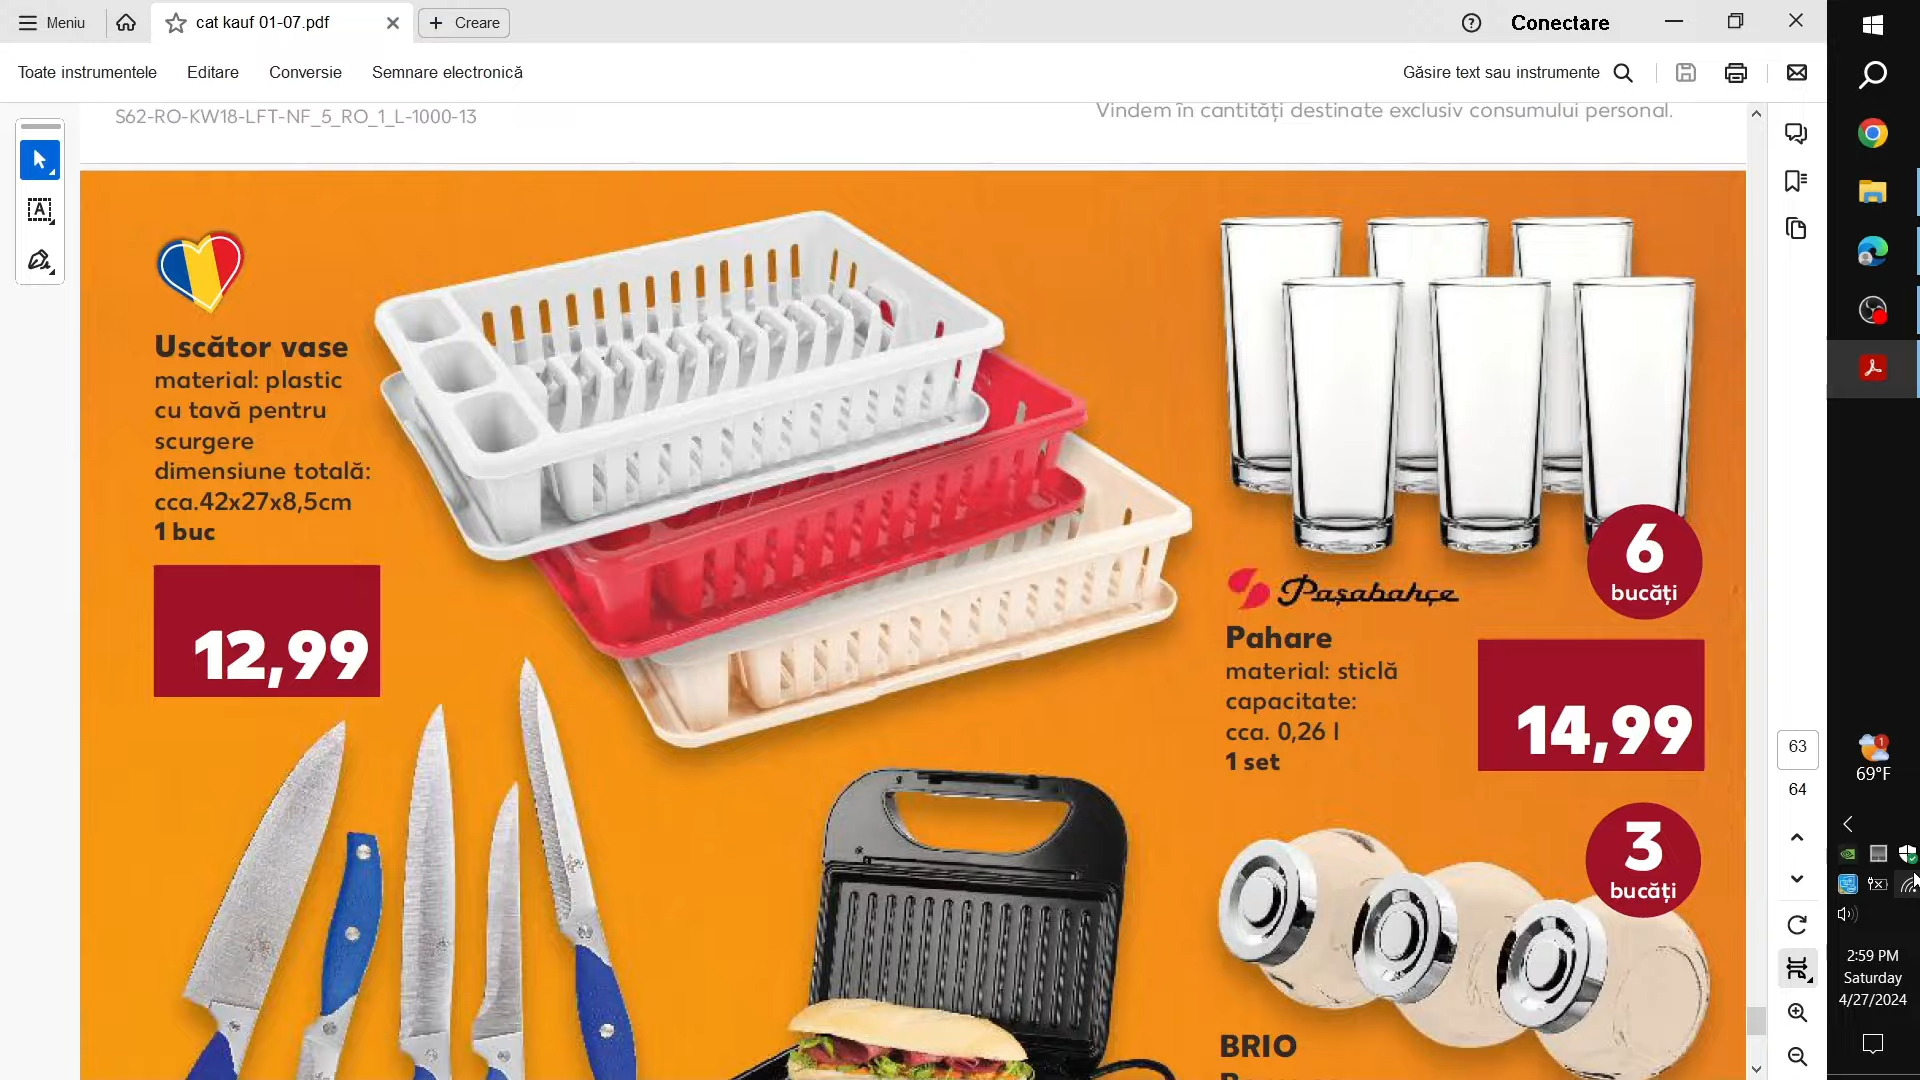 Meniu
cat kauf 01-07.pdf
Creare
Conectare
Toate instrumentele
Editare
Conversie
Semnare electronică
Găsire text sau instrumente
S62-RO-KW18-LFT-NF_5_RO_1_L-1000-13
Vindem în cantități destinate exclusiv consumului personal.
Uscător vase
material: plastic
cu tavă pentru
scurgere
dimensiune totală:
cca.42x27x8,5cm
1 buc
12,99
6
bucăți
Paşabahçe
Pahare
material: sticlă
capacitate:
cca. 0,26 l
1 set
14,99
3
bucăți
BRIO
63
64
1
69°F
2:59 PM
Saturday
4/27/2024